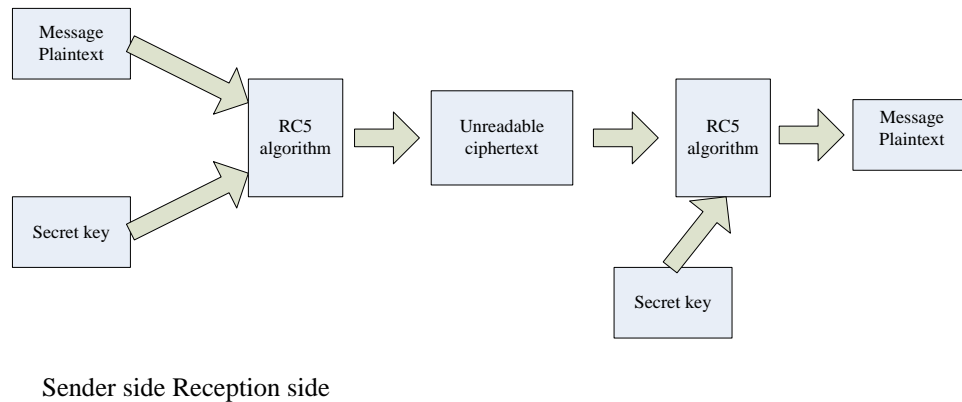 Message
Plaintext
Secret key
RC5
algorithm
Unreadable
ciphertext
RC5
algorithm
Secret key
Message
Plaintext
Sender side Reception side